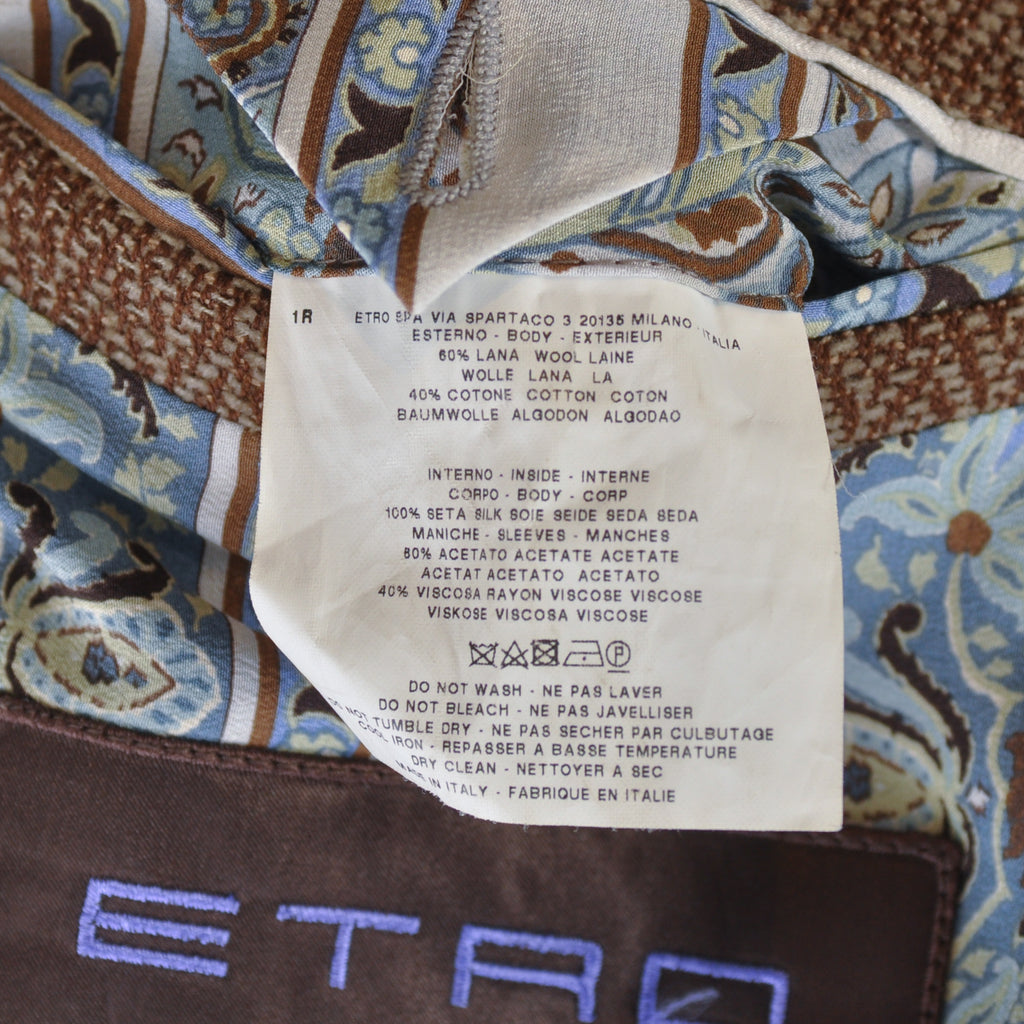 1R
ETRO SPA VIA SPARTACO 3 20135 MILANO - ITALIA
ESTERNO - BODY - EXTERIEUR
60% LANA WOOL LAINE
WOLLE LANA LA
40% COTONE COTTON COTON
BAUMWOLLE ALGODON ALGODAO
INTERNO - INSIDE - INTERNE
CORPO - BODY - CORP
100% SETA SILK SOIE SEIDE SEDA SEDA
MANICHE - SLEEVES - MANCHES
60% ACETATO ACETATE ACETATE
ACETAT ACETATO ACETATO
40% VISCOSA RAYON VISCOSE VISCOSE
VISKOSE VISCOSA VISCOSE
P
DO NOT WASH - NE PAS LAVER
DO NOT BLEACH - NE PAS JAVELLISER
DO NOT TUMBLE DRY - NE PAS SECHER PAR CULBUTAGE
COOL IRON - REPASSER A BASSE TEMPERATURE
DRY CLEAN - NETTOYER A SEC
MADE IN ITALY - FABRIQUE EN ITALIE
ETRO